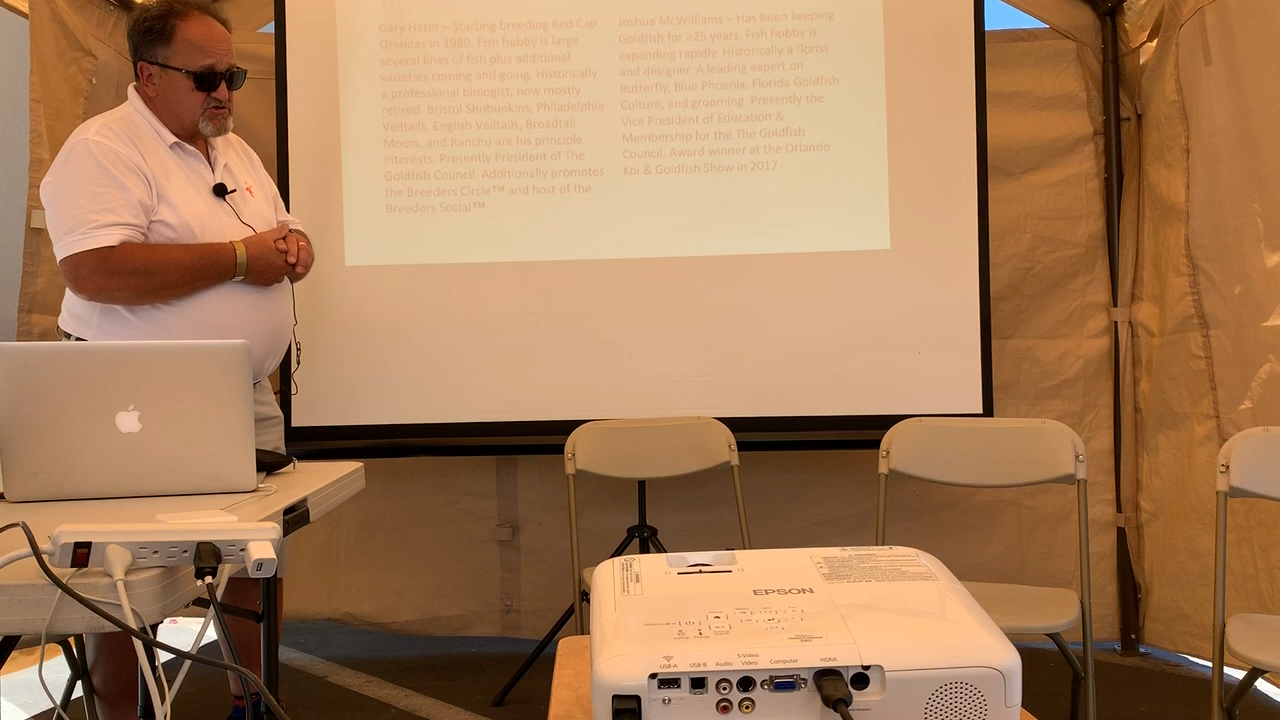 Gary Hater – Starting breeding Red Cap
Orandas in 1980. Fish hobby is large
several lines of fish plus additional
varieties coming and going. Historically
a professional biologist, now mostly
retired. Bristol Shubunkins, Philadelphia
Veiltails, English Veiltails, Broadtail
Moors, and Ranchu are his principle
interests. Presently President of The
Goldfish Council. Additionally promotes
the Breeders Circle™ and host of the
Breeders Social™
Joshua McWilliams – Has been keeping
Goldfish for >25 years. Fish hobby is
expanding rapidly. Historically a florist
and designer. A leading expert on
Butterfly, Blue Phoenix, Florida Goldfish
Culture, and grooming. Presently the
Vice President of Education &
Membership for the The Goldfish
Council. Award winner at the Orlando
Koi & Goldfish Show in 2017
EPSON
USB-A USB-B Audio S-Video Video Computer HDMI